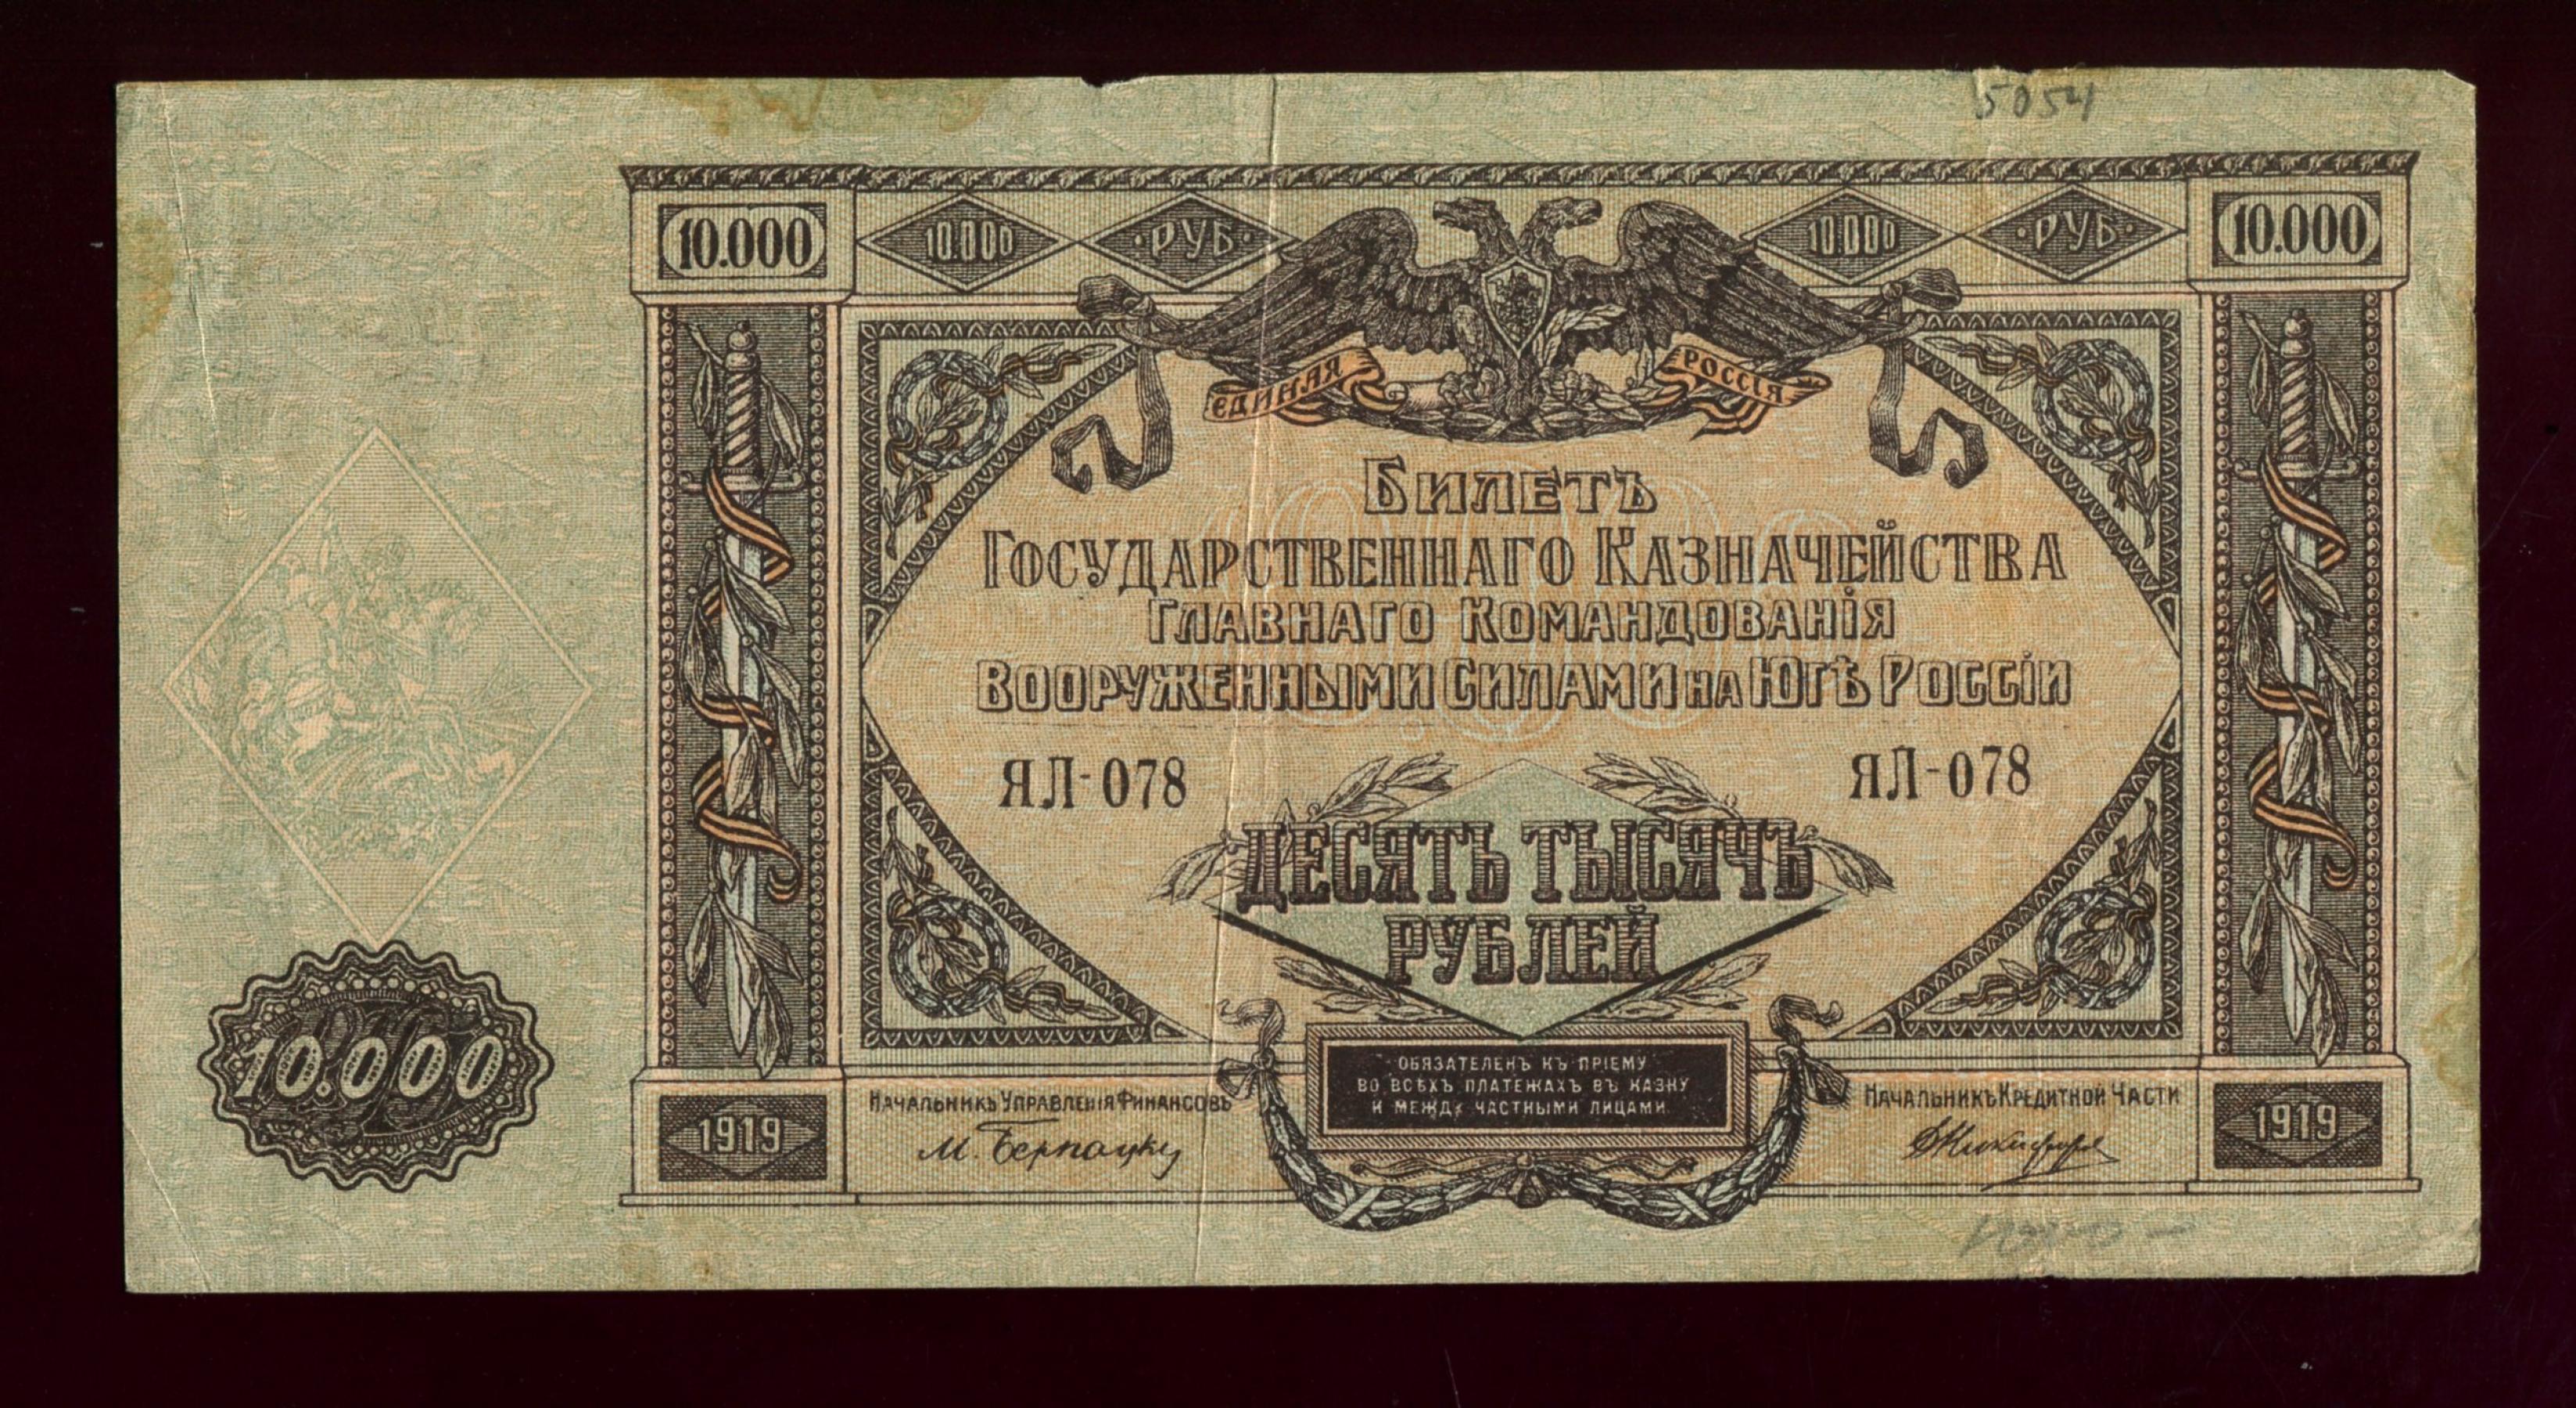 5054
10.000 10.000 ·РУБ· 10.000 ·РУБ· 10.000
ЕДИНАЯ РОССІЯ
БИЛЕТЪ
ГОСУДАРСТВЕННАГО КАЗНАЧЕЙСТВА
ГЛАВНАГО КОМАНДОВАНІЯ
ВООРУЖЕННЫМИ СИЛАМИ НА ЮГѢ РОССІИ
ЯЛ-078 ЯЛ-078
ДЕСЯТЬ ТЫСЯЧЪ
РУБЛЕЙ
10.000
ОБЯЗАТЕЛЕНЪ КЪ ПРІЕМУ
ВО ВСѢХЪ ПЛАТЕЖАХЪ ВЪ КАЗНУ
И МЕЖДУ ЧАСТНЫМИ ЛИЦАМИ
1919 НАЧАЛЬНИКЪ УПРАВЛЕНІЯ ФИНАНСОВЪ НАЧАЛЬНИКЪ КРЕДИТНОЙ ЧАСТИ 1919
М. Бернацкій